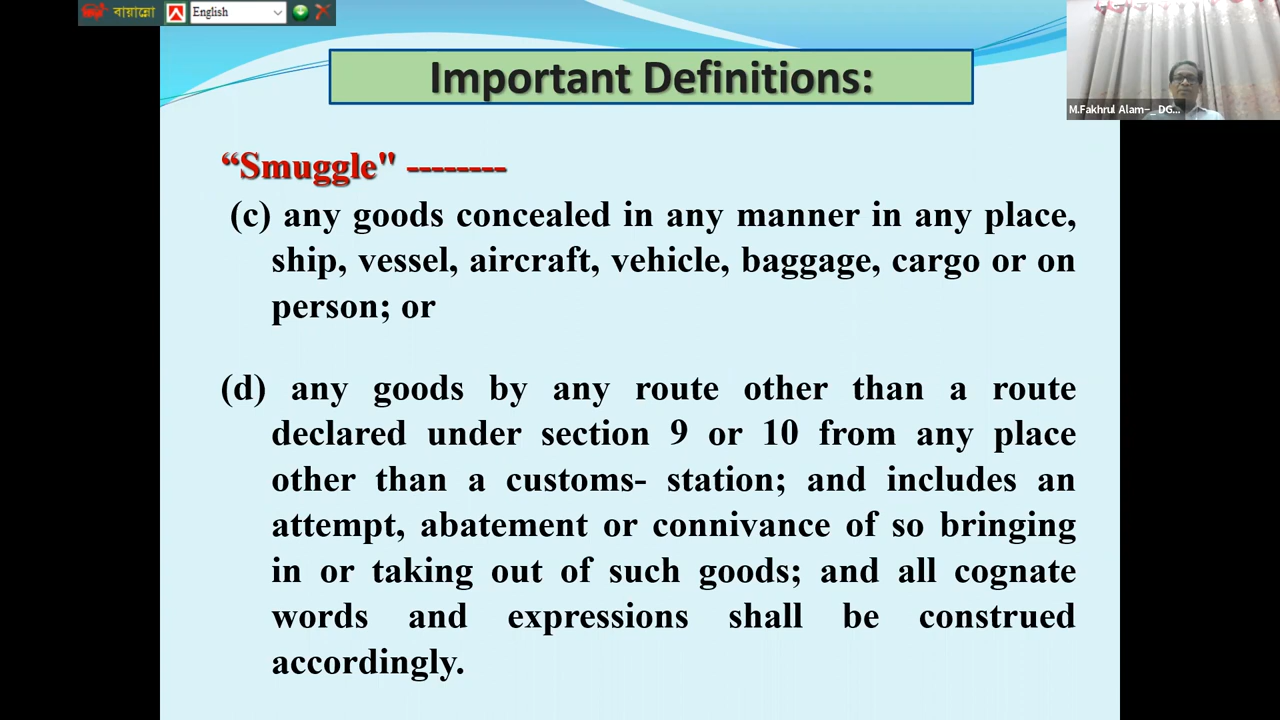 বায়ান্নো
English
Important Definitions:
M.Fakhrul Alam–_ DG...
“Smuggle" --------
(c) any goods concealed in any manner in any place,
ship, vessel, aircraft, vehicle, baggage, cargo or on
person; or
(d) any goods by any route other than a route
declared under section 9 or 10 from any place
other than a customs- station; and includes an
attempt, abatement or connivance of so bringing
in or taking out of such goods; and all cognate
words and expressions shall be construed
accordingly.